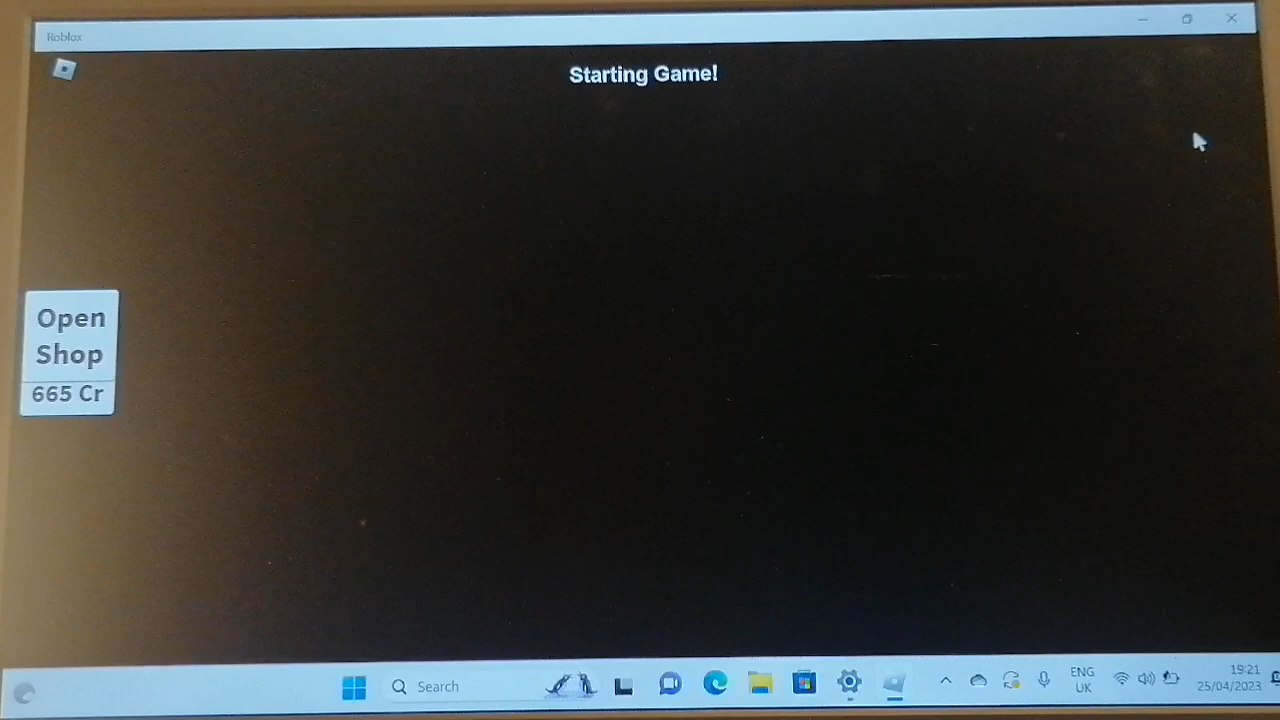 Roblox
Starting Game!
Open
Shop
665 Cr
Search
ENG
UK
19:21
25/04/2023